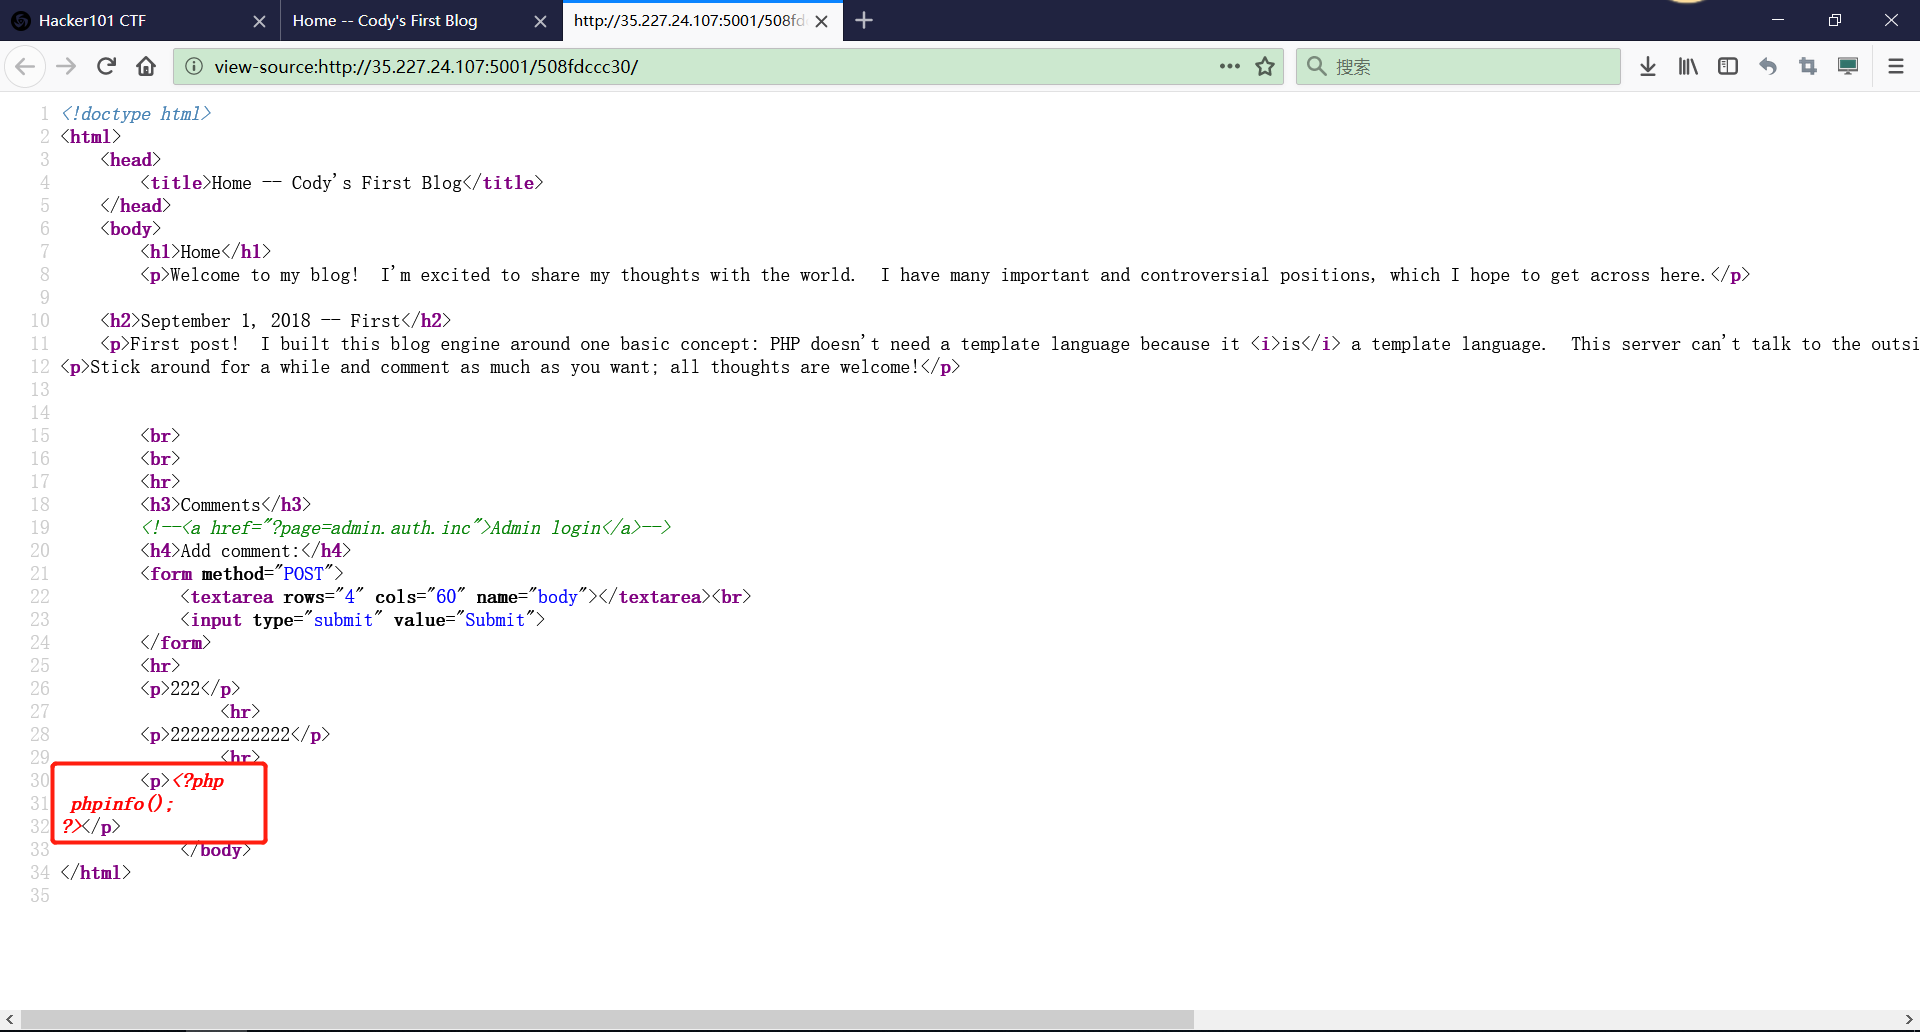 Hacker101 CTF
Home -- Cody's First Blog
http://35.227.24.107:5001/508fd
view-source:http://35.227.24.107:5001/508fdccc30/
搜索
1 <!doctype html>
2 <html>
3 <head>
4 <title>Home -- Cody's First Blog</title>
5 </head>
6 <body>
7 <h1>Home</h1>
8 <p>Welcome to my blog!  I'm excited to share my thoughts with the world.  I have many important and controversial positions, which I hope to get across here.</p>
9
10 <h2>September 1, 2018 -- First</h2>
11 <p>First post!  I built this blog engine around one basic concept: PHP doesn't need a template language because it <i>is</i> a template language.  This server can't talk to the outsi
12 <p>Stick around for a while and comment as much as you want; all thoughts are welcome!</p>
13
14
15 <br>
16 <br>
17 <hr>
18 <h3>Comments</h3>
19 <!--<a href="?page=admin.auth.inc">Admin login</a>-->
20 <h4>Add comment:</h4>
21 <form method="POST">
22 <textarea rows="4" cols="60" name="body"></textarea><br>
23 <input type="submit" value="Submit">
24 </form>
25 <hr>
26 <p>222</p>
27 <hr>
28 <p>222222222222</p>
29 <hr>
30 <p><?php
31 phpinfo();
32 ?></p>
33 </body>
34 </html>
35